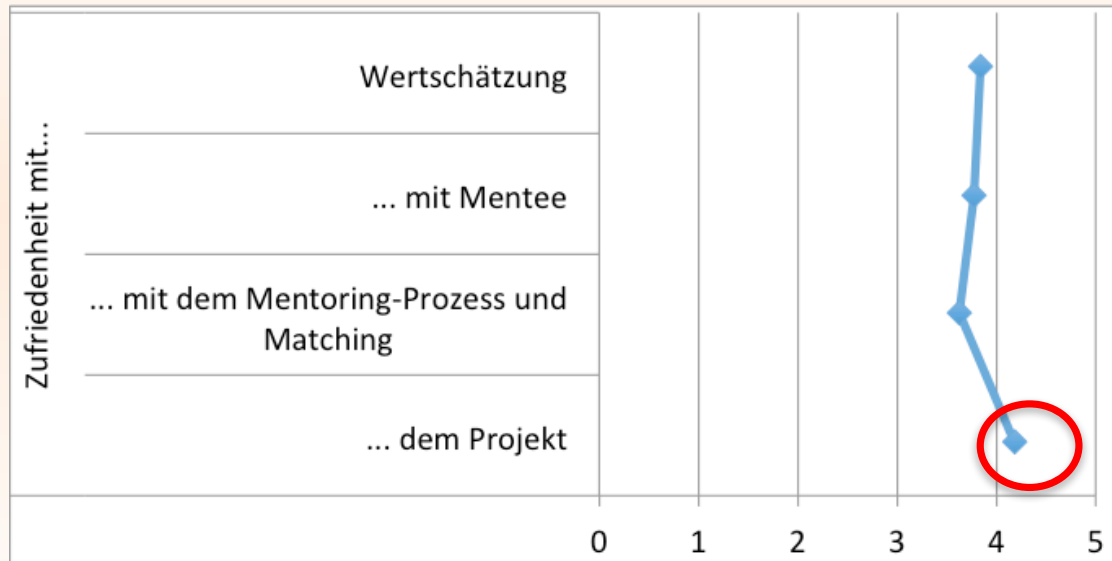 Zufriedenheit mit...
Wertschätzung
... mit Mentee
... mit dem Mentoring-Prozess und
Matching
... dem Projekt
0 1 2 3 4 5